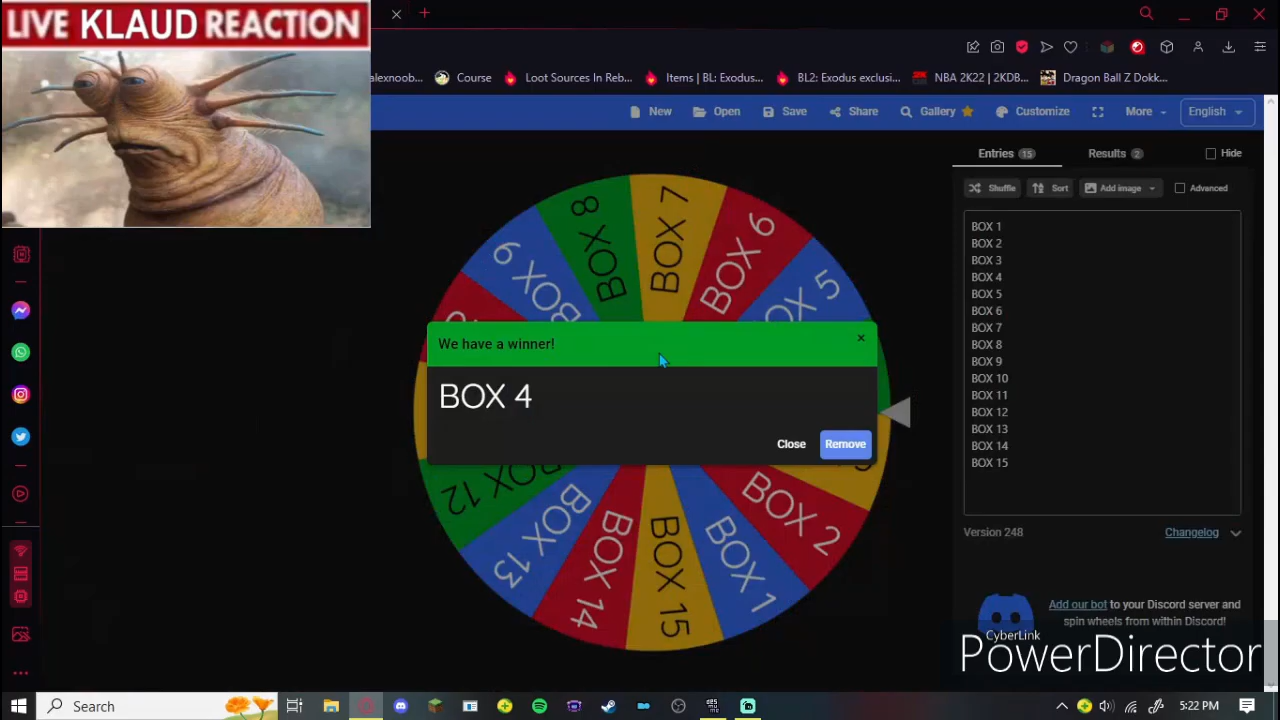 LIVE KLAUD REACTION
alexnoob...
Course
Loot Sources In Reb...
Items | BL: Exodus...
BL2: Exodus exclusi...
NBA 2K22 | 2KDB...
Dragon Ball Z Dokk...
New
Open
Save
Share
Gallery
Customize
More
English
Entries 15
Results 2
Hide
Shuffle
Sort
Add image
Advanced
BOX 1
BOX 2
BOX 3
BOX 4
BOX 5
BOX 6
BOX 7
BOX 8
BOX 9
BOX 10
BOX 11
BOX 12
BOX 13
BOX 14
BOX 15
BOX 9
BOX 8
BOX 7
BOX 6
BOX 5
We have a winner!
BOX 4
Close
Remove
BOX 12
BOX 13
BOX 14
BOX 15
BOX 1
BOX 2
Version 248
Changelog
Add our bot to your Discord server and
spin wheels from within Discord!
CyberLink
PowerDirector
Search
5:22 PM